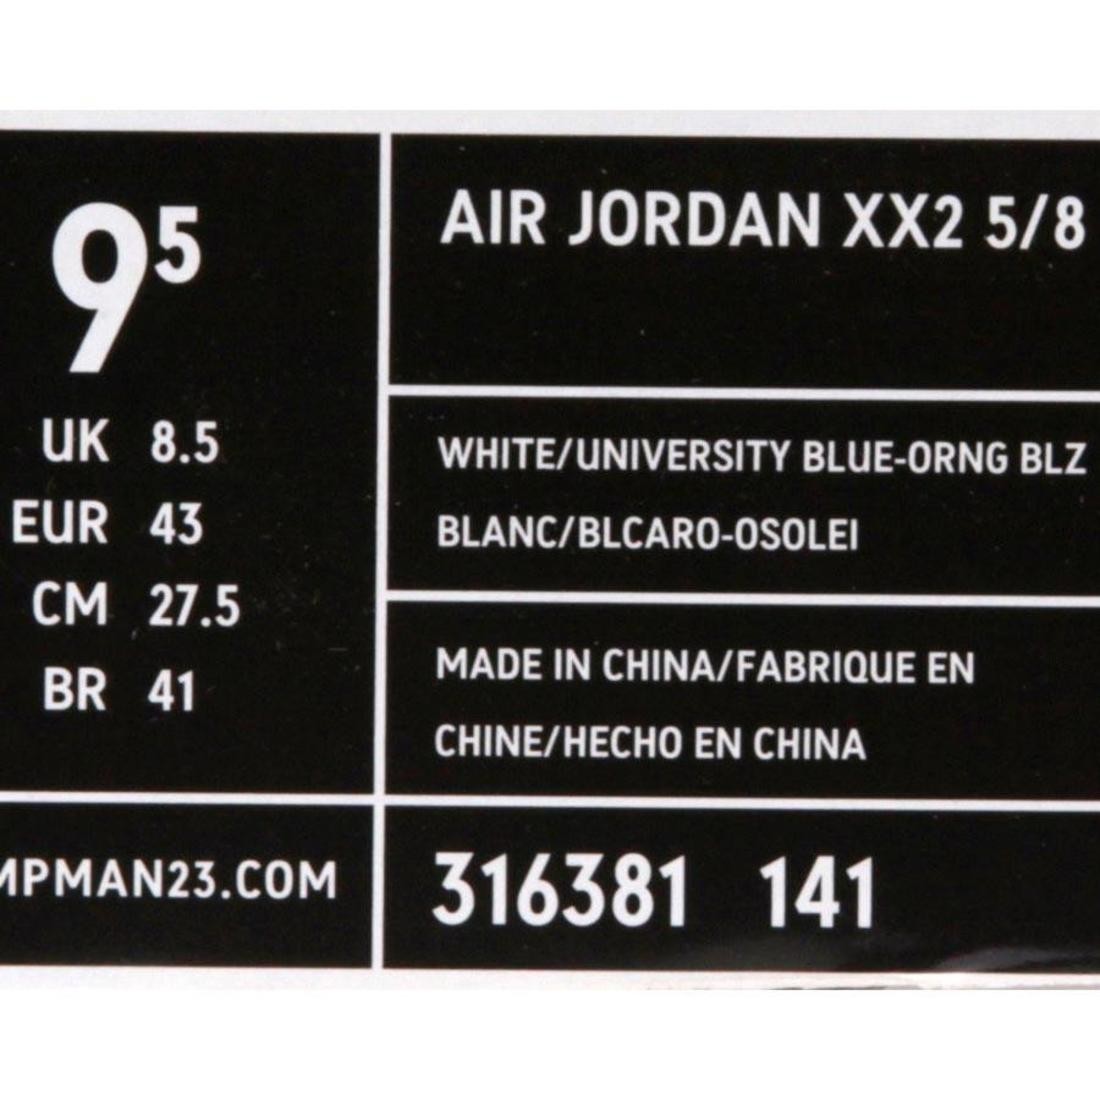 9⁵
UK 8.5
EUR 43
CM 27.5
BR 41
MPMAN23.COM
AIR JORDAN XX2 5/8
WHITE/UNIVERSITY BLUE-ORNG BLZ
BLANC/BLCARO-OSOLEI
MADE IN CHINA/FABRIQUE EN
CHINE/HECHO EN CHINA
316381 141